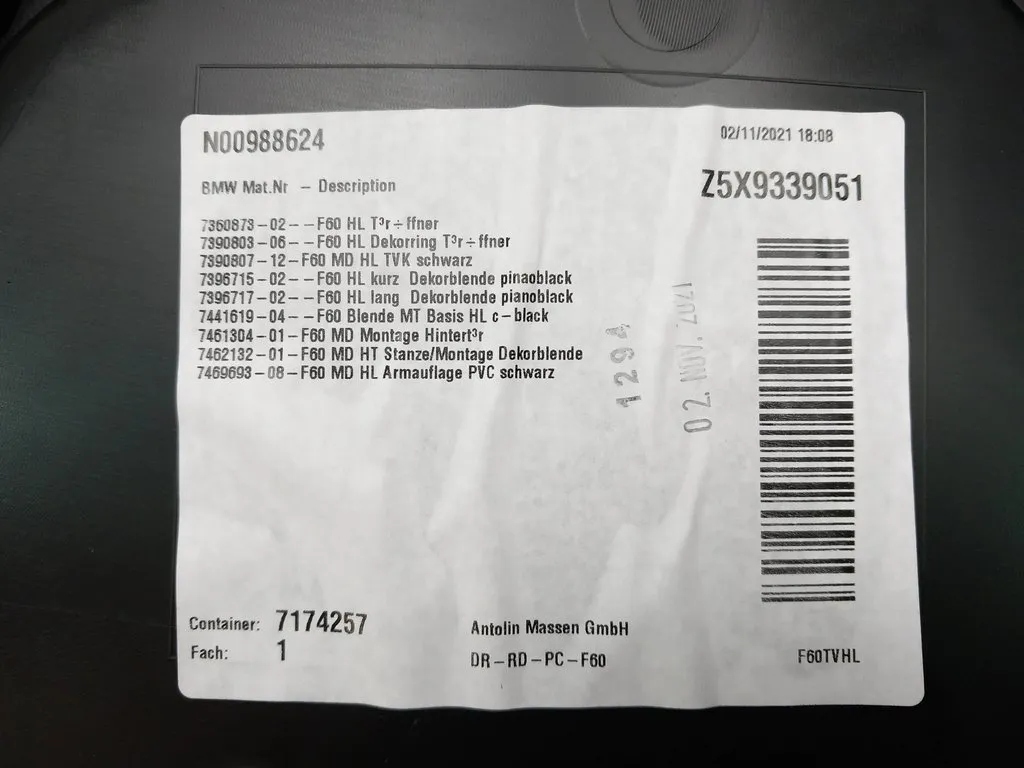 N00988624
02/11/2021 18:08
BMW Mat.Nr - Description
Z5X9339051
7360873-02--F60 HL T³r÷ffner
7390803-06--F60 HL Dekorring T³r÷ffner
7390807-12-F60 MD HL TVK schwarz
7396715-02--F60 HL kurz Dekorblende pinaoblack
7396717-02--F60 HL lang Dekorblende pianoblack
7441619-04--F60 Blende MT Basis HL c-black
7461304-01-F60 MD Montage Hintert³r
7462132-01-F60 MD HT Stanze/Montage Dekorblende
7469693-08-F60 MD HL Armauflage PVC schwarz
1294
02. NOV. 2021
Container: 7174257
Fach: 1
Antolin Massen GmbH
DR-RD-PC-F60
F60TVHL